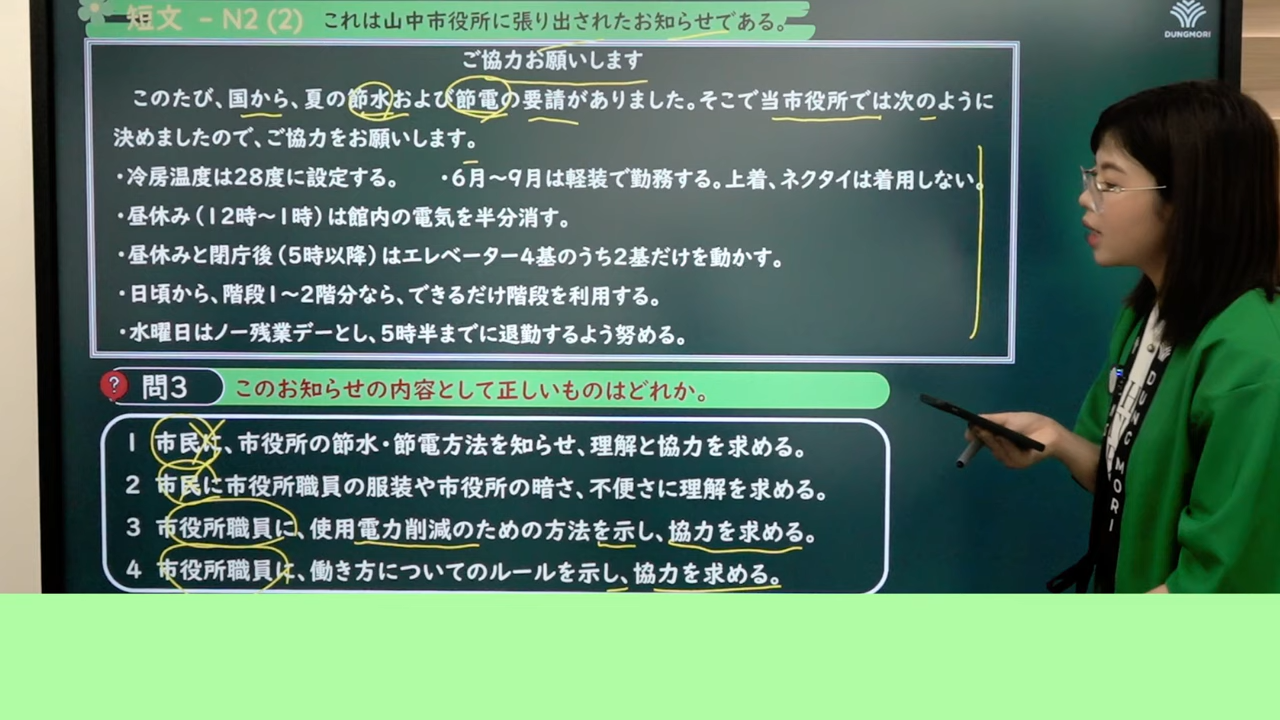 短文 - N2 (2) これは山中市役所に張り出されたお知らせである。
DUNGMORI
ご協力お願いします
このたび、国から、夏の節水および節電の要請がありました。そこで当市役所では次のように
決めましたので、ご協力をお願いします。
・冷房温度は28度に設定する。 ・6月～9月は軽装で勤務する。上着、ネクタイは着用しない。
・昼休み(12時～1時)は館内の電気を半分消す。
・昼休みと閉庁後(5時以降)はエレベーター4基のうち2基だけを動かす。
・日頃から、階段1～2階分なら、できるだけ階段を利用する。
・水曜日はノー残業デーとし、5時半までに退勤するよう努める。
? 問3 このお知らせの内容として正しいものはどれか。
1 市民に、市役所の節水・節電方法を知らせ、理解と協力を求める。
2 市民に市役所職員の服装や市役所の暗さ、不便さに理解を求める。
3 市役所職員に、使用電力削減のための方法を示し、協力を求める。
4 市役所職員に、働き方についてのルールを示し、協力を求める。
DUNGMORI